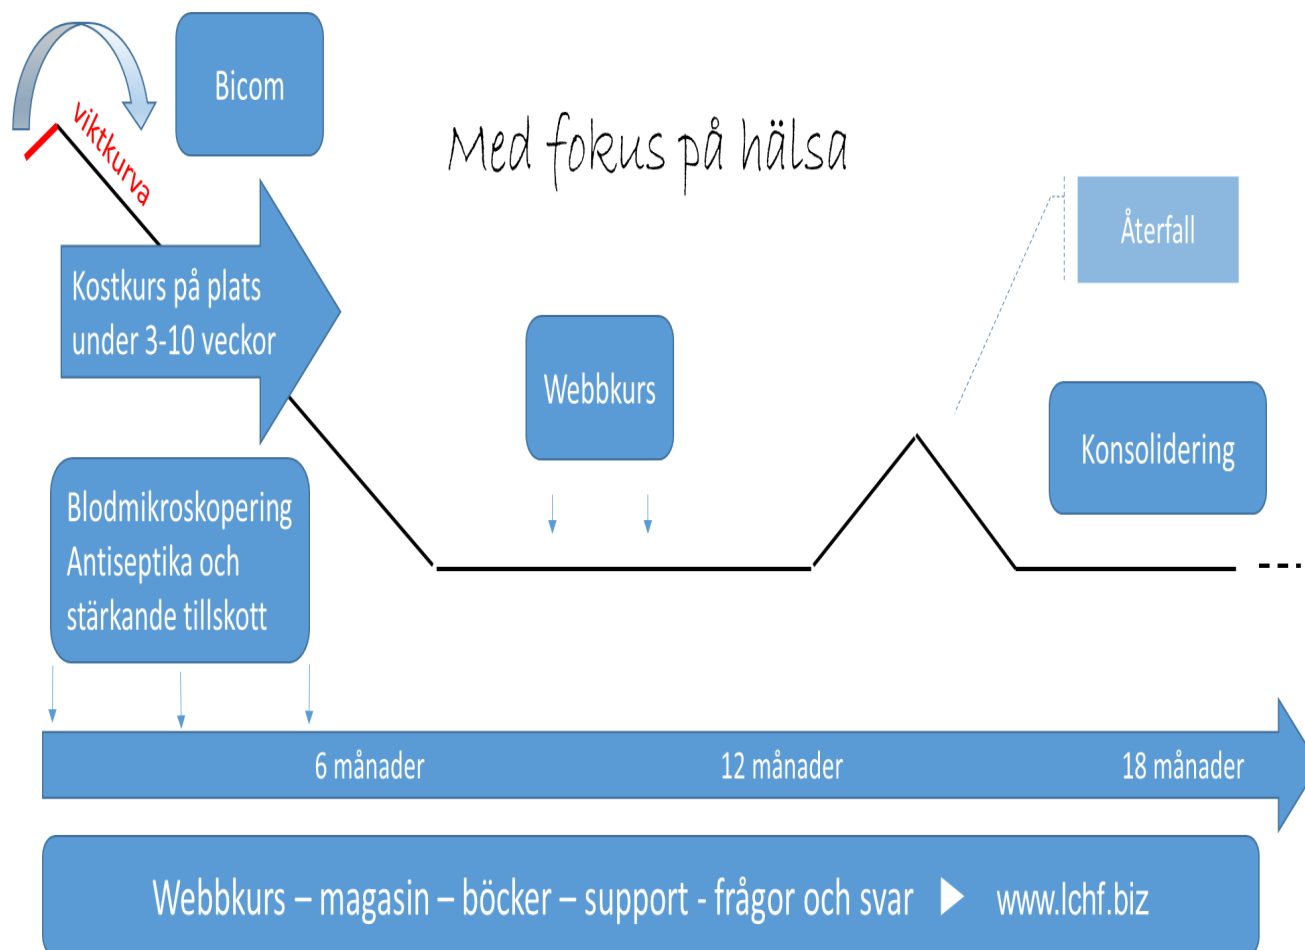 Bicom
viktkurva
Med fokus på hälsa
Återfall
Kostkurs på plats
under 3-10 veckor
Webbkurs
Konsolidering
Blodmikroskopering
Antiseptika och
stärkande tillskott
6 månader
12 månader
18 månader
Webbkurs – magasin – böcker – support - frågor och svar ▶ www.lchf.biz